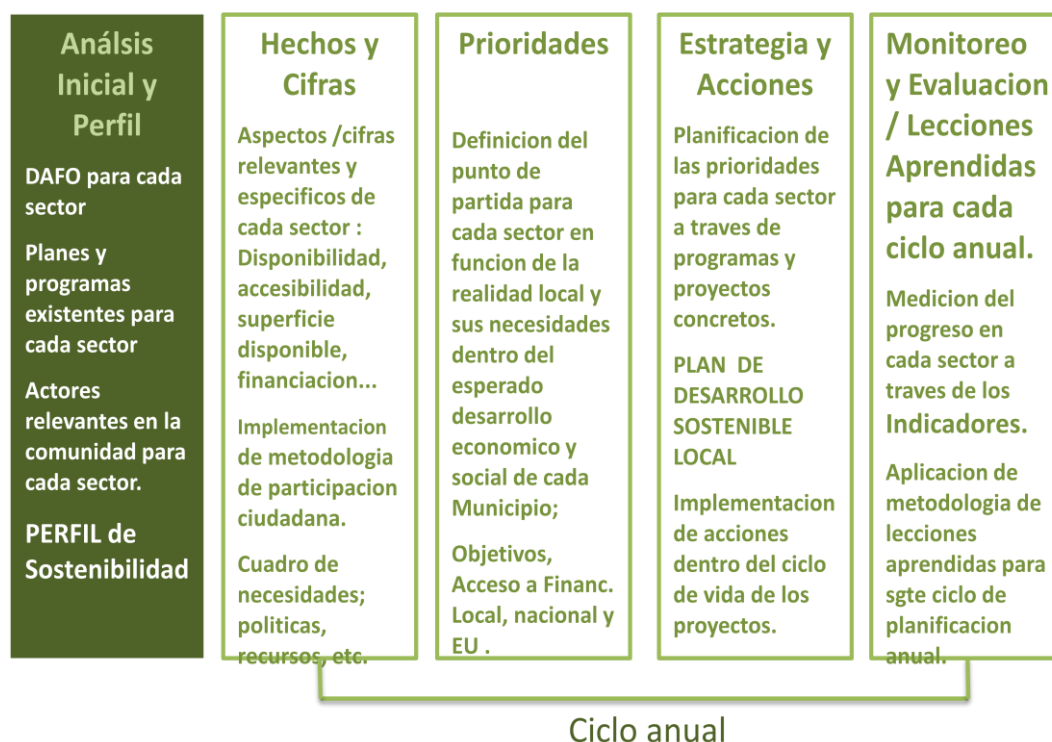 Análsis
Inicial y
Perfil
DAFO para cada
sector
Planes y
programas
existentes para
cada sector
Actores
relevantes en la
comunidad para
cada sector.
PERFIL de
Sostenibilidad
Hechos y
Cifras
Aspectos /cifras
relevantes y
especificos de
cada sector :
Disponibilidad,
accesibilidad,
superficie
disponible,
financiacion...
Implementacion
de metodologia
de participacion
ciudadana.
Cuadro de
necesidades;
politicas,
recursos, etc.
Prioridades
Definicion del
punto de
partida para
cada sector en
funcion de la
realidad local y
sus necesidades
dentro del
esperado
desarrollo
economico y
social de cada
Municipio;
Objetivos,
Acceso a Financ.
Local, nacional y
EU .
Estrategia y
Acciones
Planificacion de
las prioridades
para cada sector
a traves de
programas y
proyectos
concretos.
PLAN DE
DESARROLLO
SOSTENIBLE
LOCAL
Implementacion
de acciones
dentro del ciclo
de vida de los
proyectos.
Monitoreo
y Evaluacion
/ Lecciones
Aprendidas
para cada
ciclo anual.
Medicion del
progreso en
cada sector a
traves de los
Indicadores.
Aplicacion de
metodologia de
lecciones
aprendidas para
sgte ciclo de
planificacion
anual.
Ciclo anual